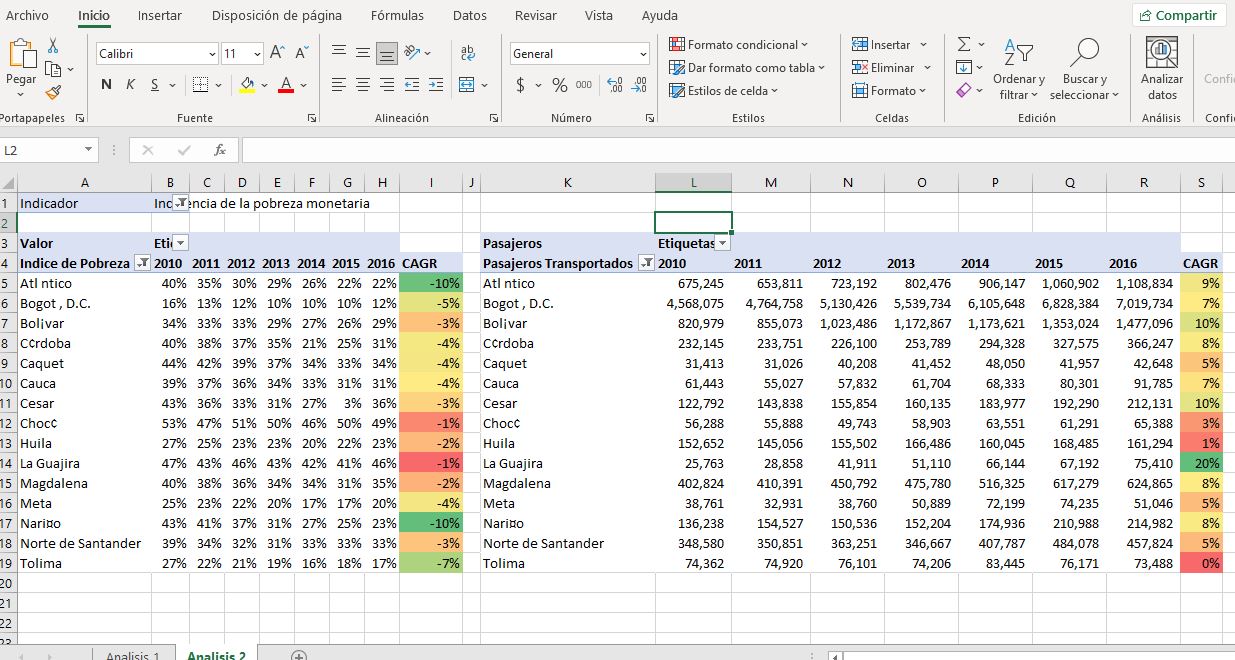 Archivo Inicio Insertar Disposición de página Fórmulas Datos Revisar Vista Ayuda Compartir
Pegar
Calibri 11
N K S A
ab
General
$ % 000
Formato condicional
Dar formato como tabla
Estilos de celda
Insertar
Eliminar
Formato
Ordenar y filtrar
Buscar y seleccionar
Analizar datos
Portapapeles Fuente Alineación Número Estilos Celdas Edición Análisis
L2 fx
A B C D E F G H I J K L M N O P Q R S
1 Indicador Inc encia de la pobreza monetaria
2
3 Valor Eti Pasajeros Etiquetas
4 Indice de Pobreza 2010 2011 2012 2013 2014 2015 2016 CAGR Pasajeros Transportados 2010 2011 2012 2013 2014 2015 2016 CAGR
5 Atl ntico 40% 35% 30% 29% 26% 22% 22% -10% Atl ntico 675,245 653,811 723,192 802,476 906,147 1,060,902 1,108,834 9%
6 Bogot , D.C. 16% 13% 12% 10% 10% 10% 12% -5% Bogot , D.C. 4,568,075 4,764,758 5,130,426 5,539,734 6,105,648 6,828,384 7,019,734 7%
7 Bol¡var 34% 33% 33% 29% 27% 26% 29% -3% Bol¡var 820,979 855,073 1,023,486 1,172,867 1,173,621 1,353,024 1,477,096 10%
8 C¢rdoba 40% 38% 37% 35% 21% 25% 31% -4% C¢rdoba 232,145 233,751 226,100 253,789 294,328 327,575 366,247 8%
9 Caquet 44% 42% 39% 37% 34% 33% 34% -4% Caquet 31,413 31,026 40,208 41,452 48,050 41,957 42,648 5%
10 Cauca 39% 37% 36% 34% 33% 31% 31% -4% Cauca 61,443 55,027 57,832 61,704 68,333 80,301 91,785 7%
11 Cesar 43% 36% 33% 31% 27% 3% 36% -3% Cesar 122,792 143,838 155,854 160,135 183,977 192,290 212,131 10%
12 Choc¢ 53% 47% 51% 50% 46% 50% 49% -1% Choc¢ 56,288 55,888 49,743 58,903 63,551 61,291 65,388 3%
13 Huila 27% 25% 23% 23% 20% 22% 23% -2% Huila 152,652 145,056 155,502 166,486 160,045 168,485 161,294 1%
14 La Guajira 47% 43% 46% 43% 42% 41% 46% -1% La Guajira 25,763 28,858 41,911 51,110 66,144 67,192 75,410 20%
15 Magdalena 40% 38% 36% 34% 34% 31% 35% -2% Magdalena 402,824 410,391 450,792 475,780 516,325 617,279 624,865 8%
16 Meta 25% 23% 22% 20% 17% 17% 20% -4% Meta 38,761 32,931 38,760 50,889 72,199 74,235 51,046 5%
17 Nari¤o 43% 41% 37% 31% 27% 25% 23% -10% Nari¤o 136,238 154,527 150,536 152,204 174,936 210,988 214,982 8%
18 Norte de Santander 39% 34% 32% 31% 33% 33% 33% -3% Norte de Santander 348,580 350,851 363,251 346,667 407,787 484,078 457,824 5%
19 Tolima 27% 22% 21% 19% 16% 18% 17% -7% Tolima 74,362 74,920 76,101 74,206 83,445 76,171 73,488 0%
20
21
22
23
Analisis 1 Analisis 2